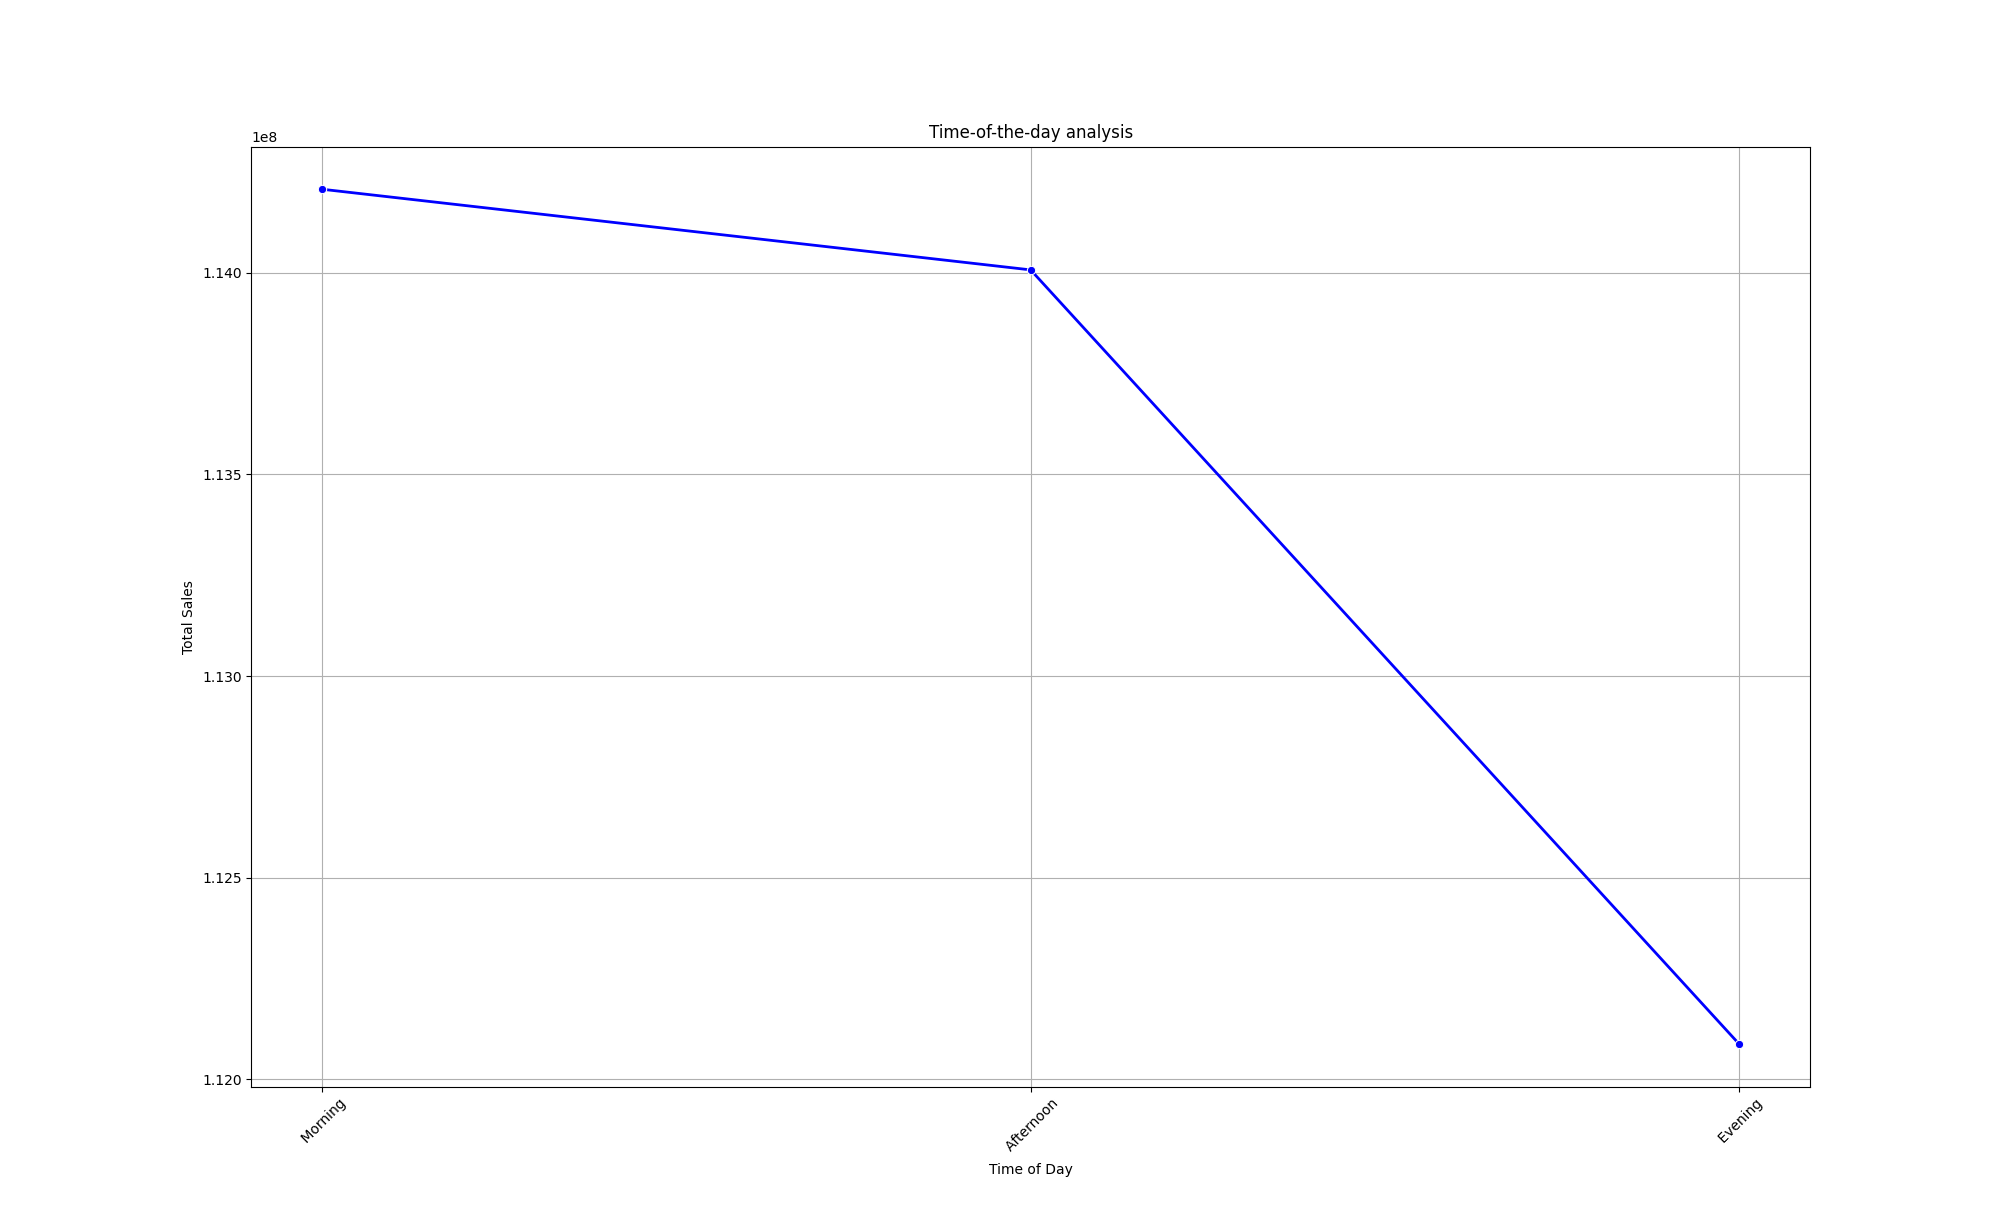 Time-of-the-day analysis
1e8
1.140
1.135
1.130
1.125
1.120
Total Sales
Morning
Afternoon
Evening
Time of Day